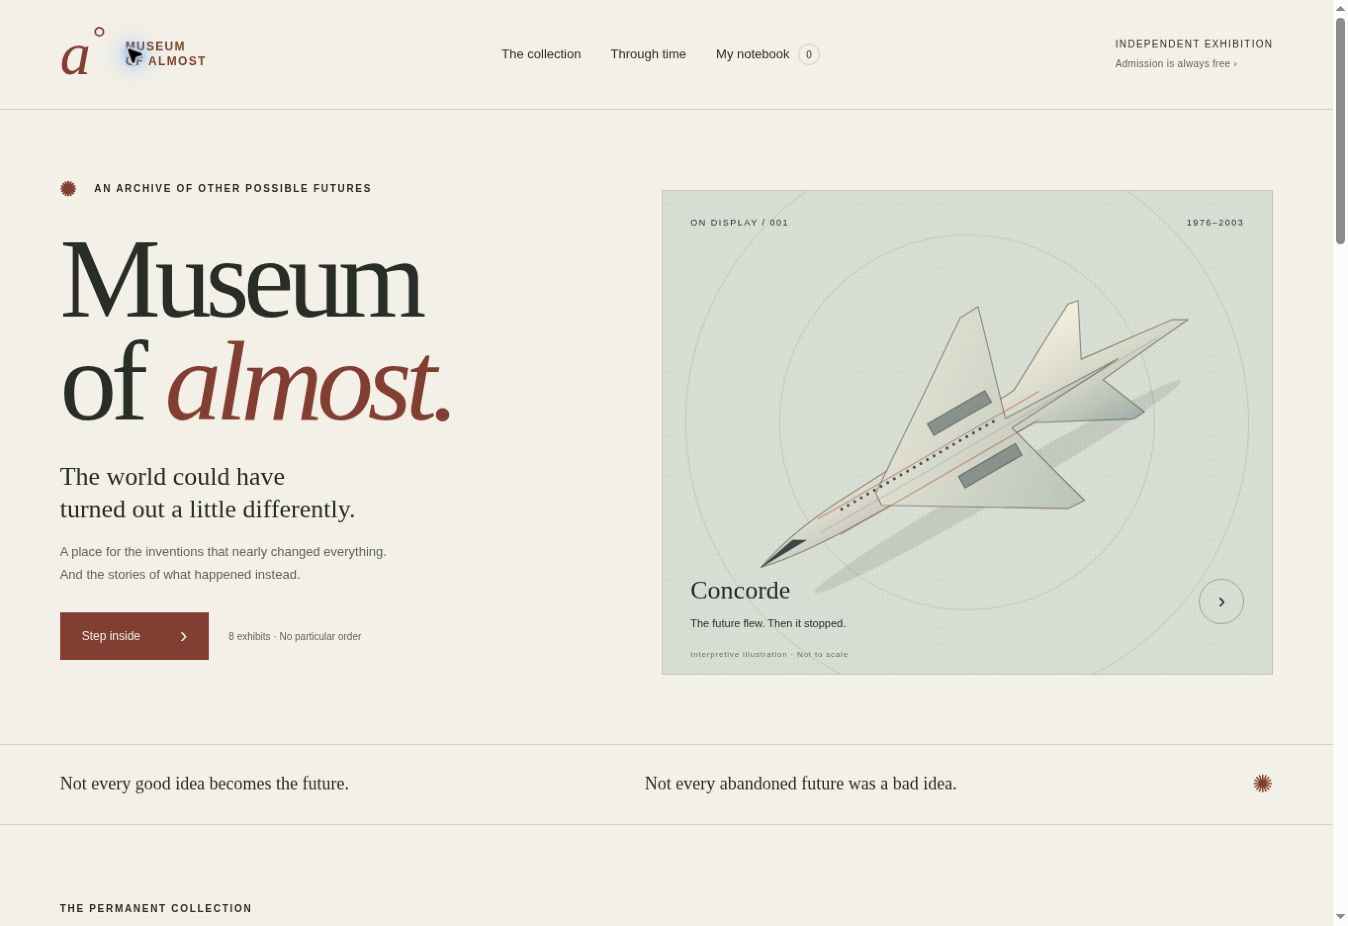 a°
MUSEUM
OF ALMOST
The collection
Through time
My notebook 0
INDEPENDENT EXHIBITION
Admission is always free ›
AN ARCHIVE OF OTHER POSSIBLE FUTURES
Museum
of almost.
The world could have
turned out a little differently.
A place for the inventions that nearly changed everything.
And the stories of what happened instead.
Step inside ›
8 exhibits · No particular order
ON DISPLAY / 001
1976–2003
Concorde
The future flew. Then it stopped.
Interpretive illustration · Not to scale
Not every good idea becomes the future.
Not every abandoned future was a bad idea.
THE PERMANENT COLLECTION